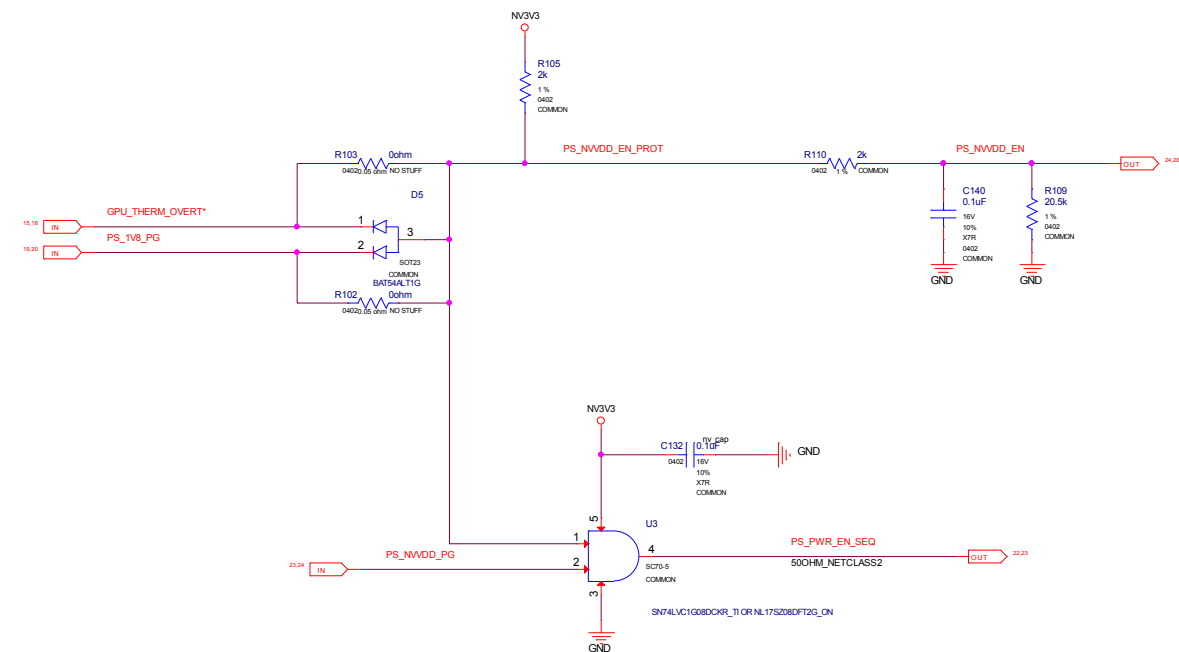 NV3V3
R105
2k
1 %
0402
COMMON
R103
0ohm
0402
0.05 ohm
NO STUFF
PS_NVVDD_EN_PROT
R110
2k
0402
1 %
COMMON
PS_NVVDD_EN
OUT
24,26
D5
GPU_THERM_OVERT*
15,18
IN
1
PS_1V8_PG
19,20
IN
2
3
SOT23
COMMON
BAT54ALT1G
C140
0.1uF
16V
10%
X7R
0402
COMMON
GND
R109
20.5k
1 %
0402
COMMON
GND
R102
0ohm
0402
0.05 ohm
NO STUFF
NV3V3
C132
nv_cap
0.1uF
0402
16V
10%
X7R
COMMON
GND
5
U3
1
PS_NVVDD_PG
23,24
IN
2
4
SC70-5
COMMON
PS_PWR_EN_SEQ
50OHM_NETCLASS2
OUT
22,23
3
SN74LVC1G08DCKR_TI OR NL17SZ08DFT2G_ON
GND